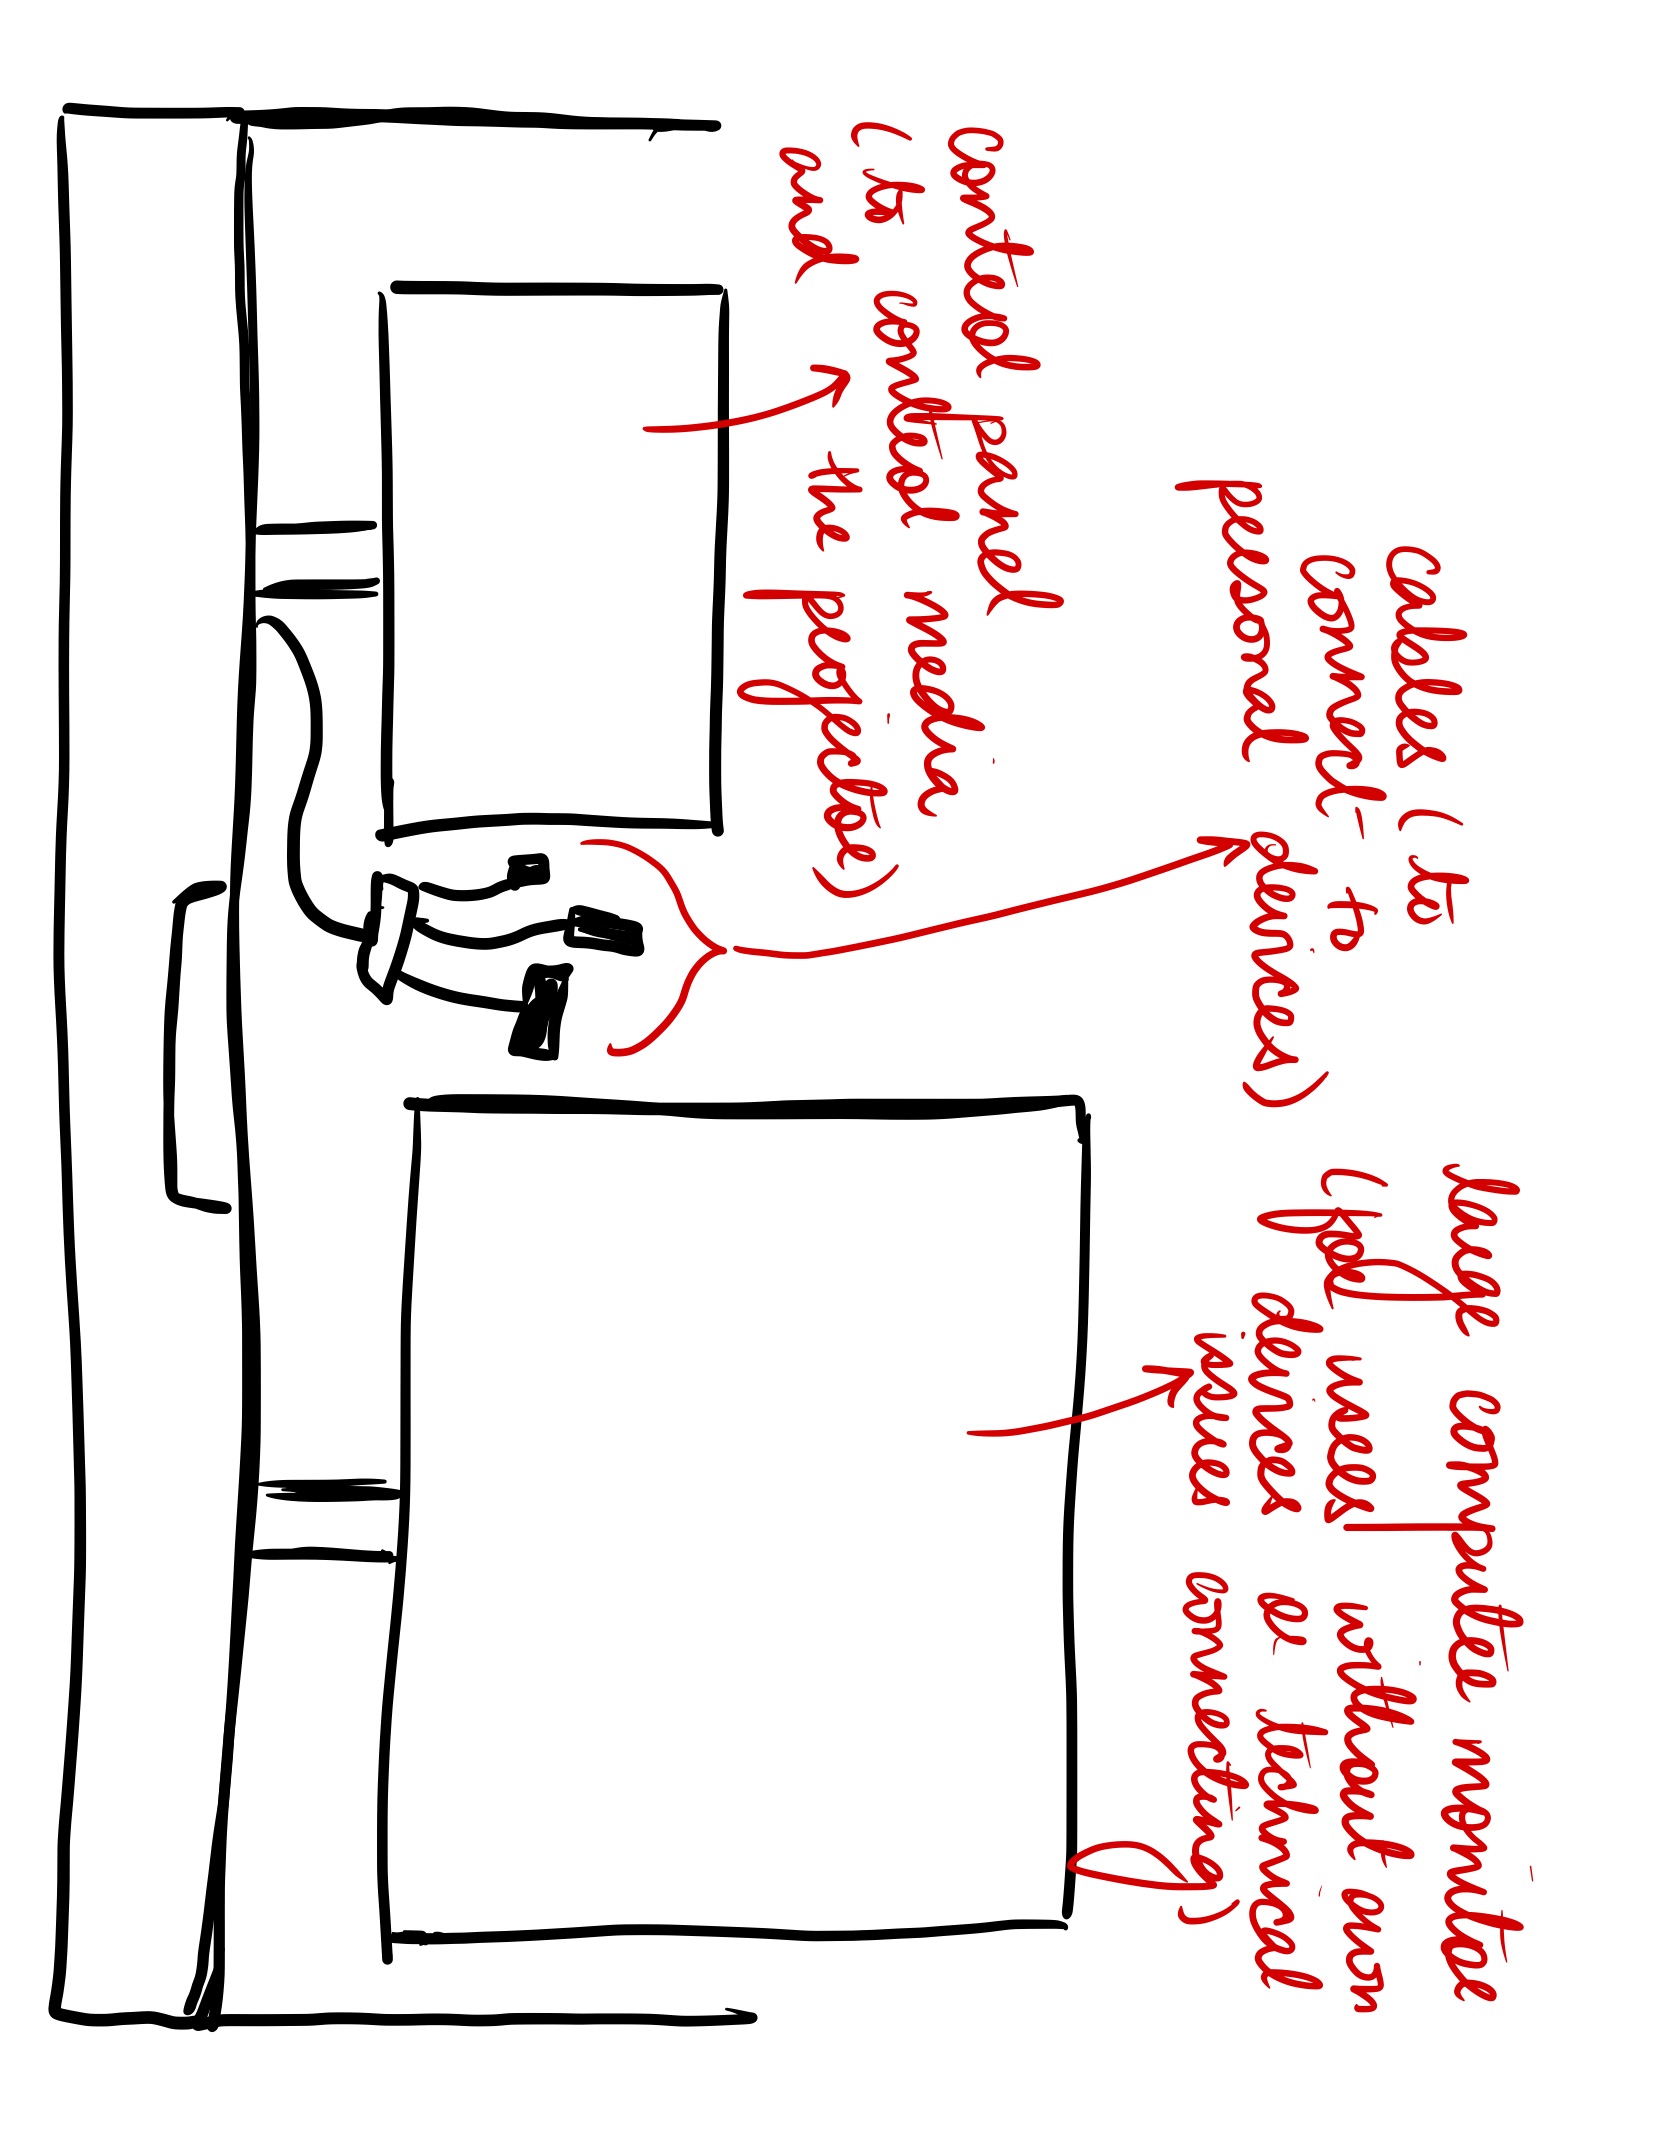 control panel
(to control media
and the projector)
cables (to
connect to
personal devices)
large computer monitor
(for users without own
devices or technical
issues connecting)